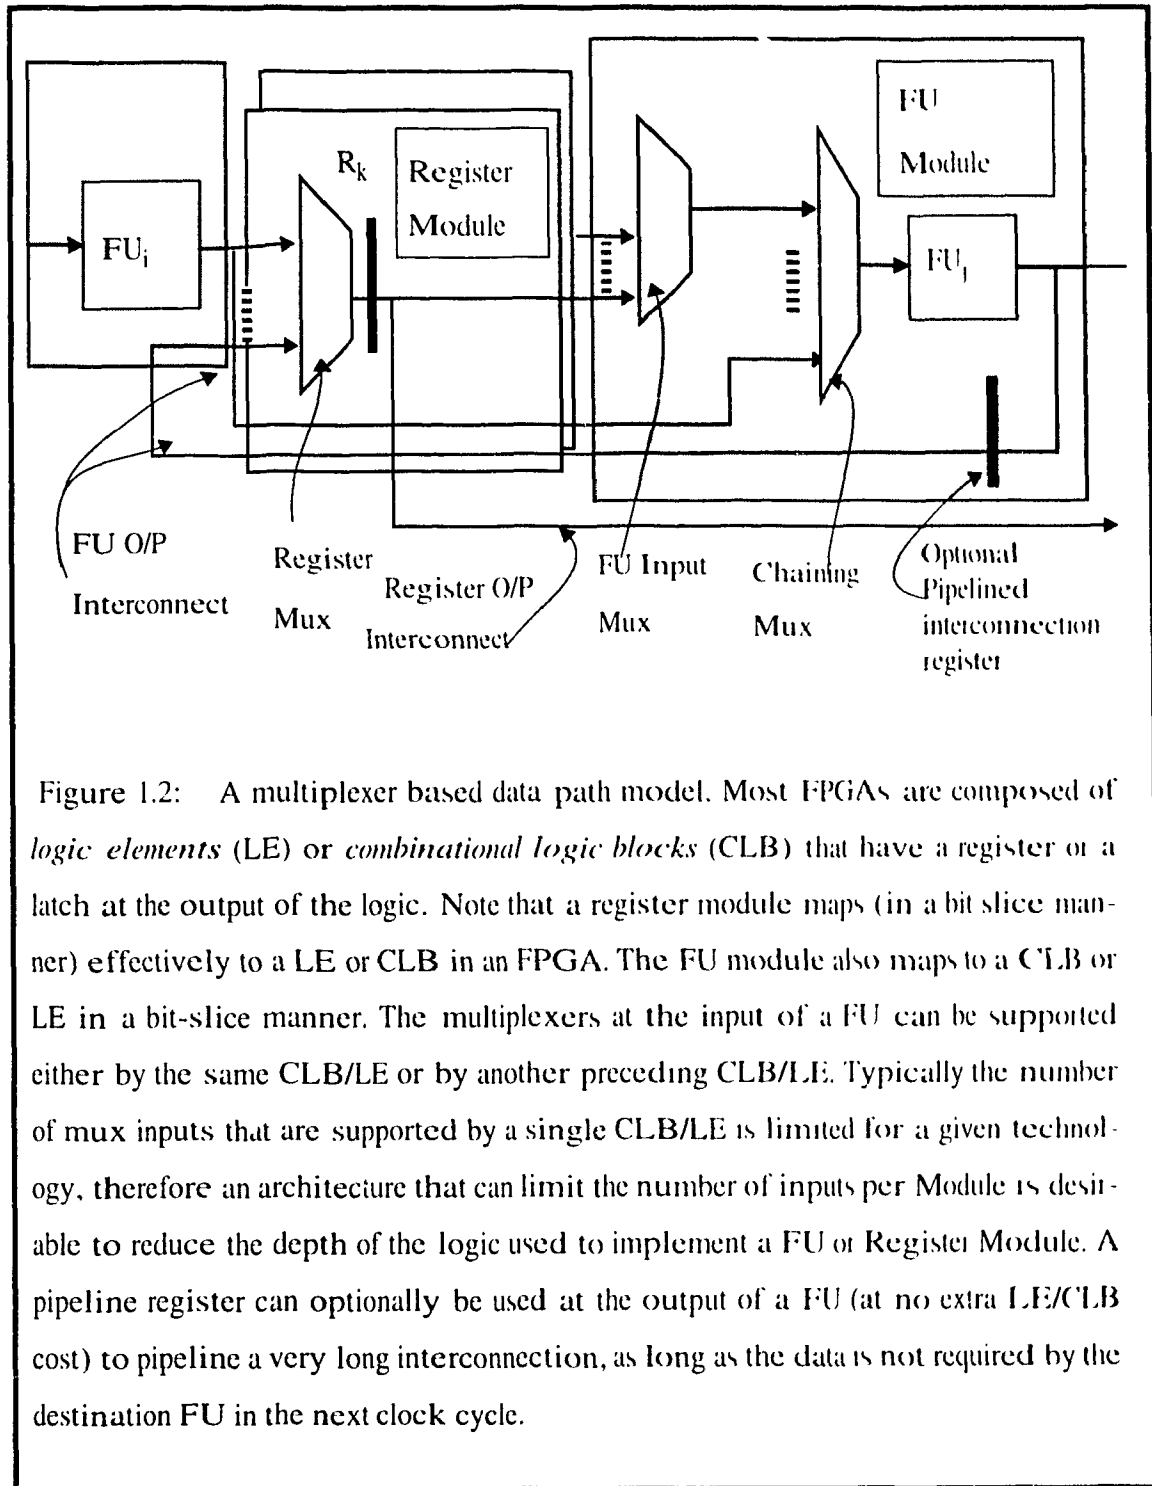 FU
Module
R_k
Register
Module
FU_i
FU_j
FU O/P
Interconnect
Register
Mux
Register O/P
Interconnect
FU Input
Mux
Chaining
Mux
Optional
Pipelined
interconnection
register
Figure 1.2: A multiplexer based data path model. Most FPGAs are composed of
logic elements (LE) or combinational logic blocks (CLB) that have a register or a
latch at the output of the logic. Note that a register module maps (in a bit slice man-
ner) effectively to a LE or CLB in an FPGA. The FU module also maps to a CLB or
LE in a bit-slice manner. The multiplexers at the input of a FU can be supported
either by the same CLB/LE or by another preceding CLB/LE. Typically the number
of mux inputs that are supported by a single CLB/LE is limited for a given technol-
ogy, therefore an architecture that can limit the number of inputs per Module is desir-
able to reduce the depth of the logic used to implement a FU or Register Module. A
pipeline register can optionally be used at the output of a FU (at no extra LE/CLB
cost) to pipeline a very long interconnection, as long as the data is not required by the
destination FU in the next clock cycle.